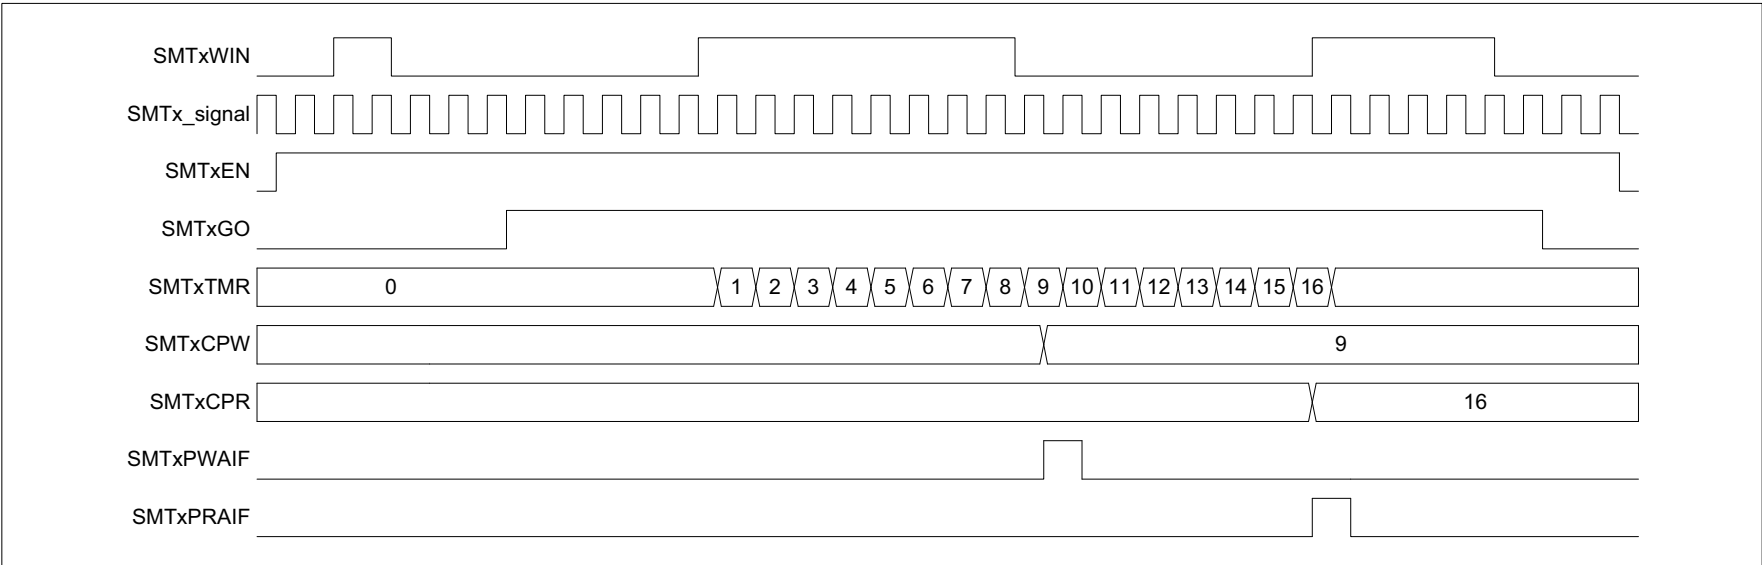 SMTxWIN
SMTx_signal
SMTxEN
SMTxGO
SMTxTMR 0 1 2 3 4 5 6 7 8 9 10 11 12 13 14 15 16
SMTxCPW 9
SMTxCPR 16
SMTxPWAIF
SMTxPRAIF